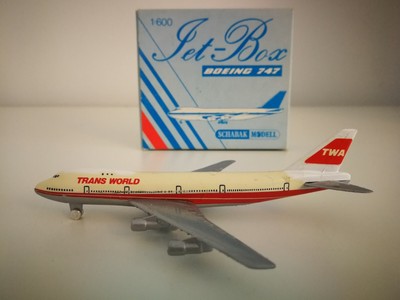 1:600
Jet-Box
BOEING 747
SCHABAK MODELL
TRANS WORLD
TWA